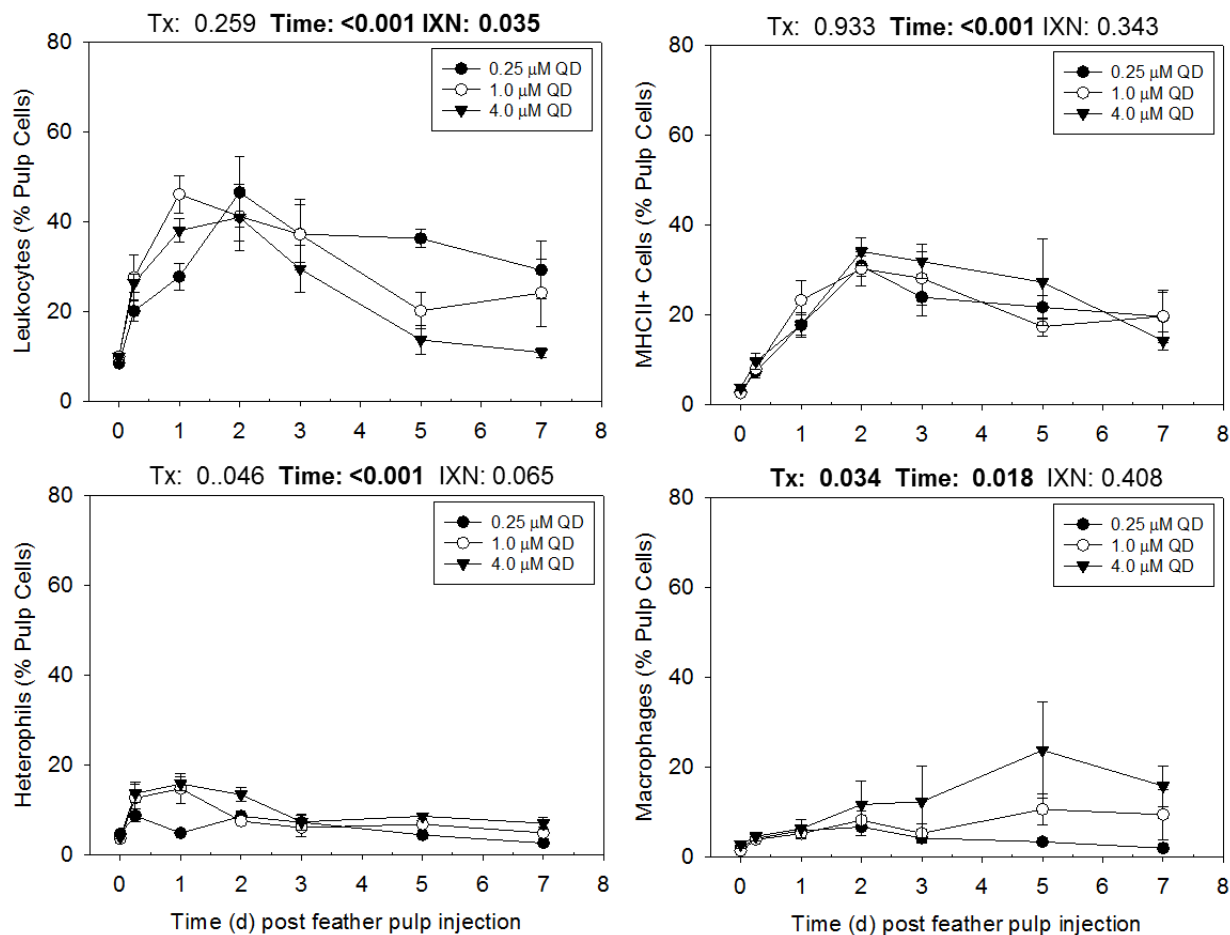 Tx: 0.259 Time: <0.001 IXN: 0.035
80
60
40
20
0
Leukocytes (% Pulp Cells)
0.25 μM QD
1.0 μM QD
4.0 μM QD
0 1 2 3 4 5 6 7 8
Tx: 0.933 Time: <0.001 IXN: 0.343
80
60
40
20
0
MHCII+ Cells (% Pulp Cells)
0.25 μM QD
1.0 μM QD
4.0 μM QD
0 1 2 3 4 5 6 7 8
Tx: 0..046 Time: <0.001 IXN: 0.065
80
60
40
20
0
Heterophils (% Pulp Cells)
0.25 μM QD
1.0 μM QD
4.0 μM QD
0 1 2 3 4 5 6 7 8
Time (d) post feather pulp injection
Tx: 0.034 Time: 0.018 IXN: 0.408
80
60
40
20
0
Macrophages (% Pulp Cells)
0.25 μM QD
1.0 μM QD
4.0 μM QD
0 1 2 3 4 5 6 7 8
Time (d) post feather pulp injection